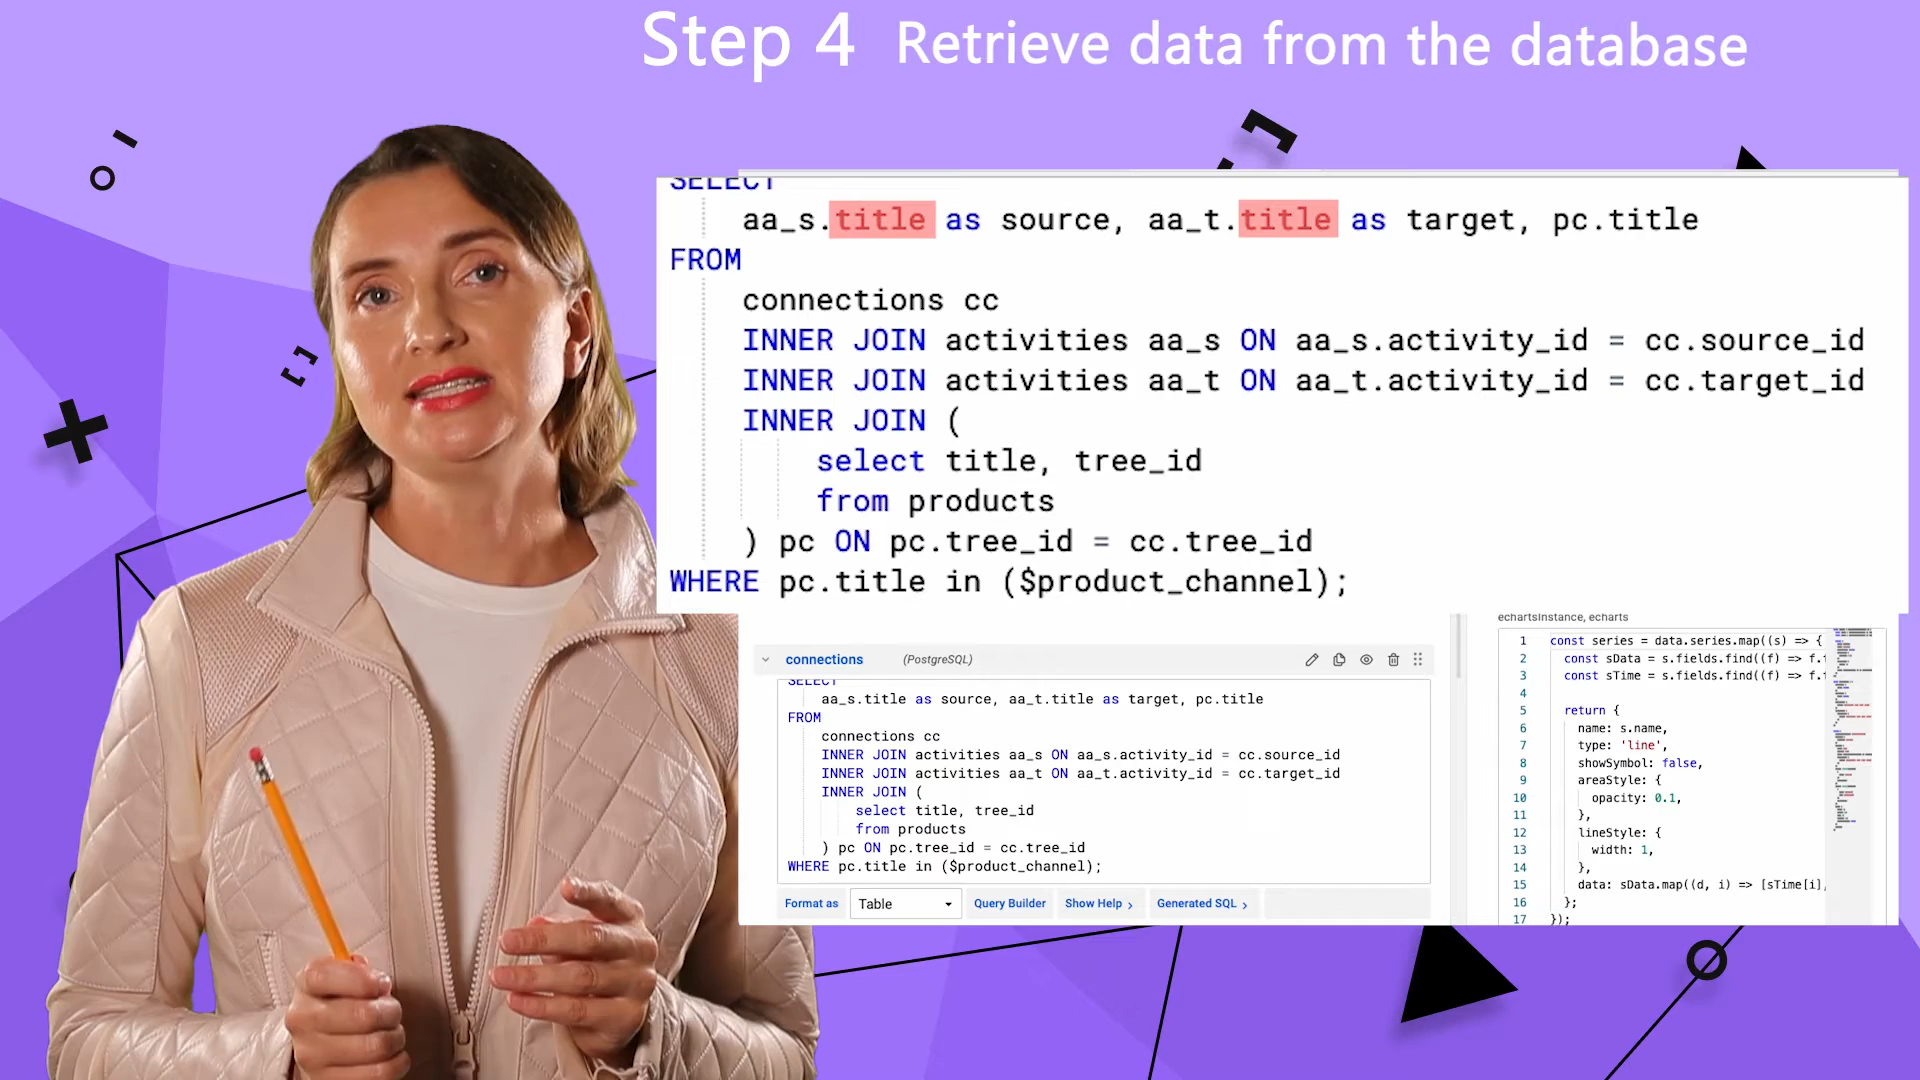 Step 4 Retrieve data from the database
SELECT
aa_s.title as source, aa_t.title as target, pc.title
FROM
connections cc
INNER JOIN activities aa_s ON aa_s.activity_id = cc.source_id
INNER JOIN activities aa_t ON aa_t.activity_id = cc.target_id
INNER JOIN (
select title, tree_id
from products
) pc ON pc.tree_id = cc.tree_id
WHERE pc.title in ($product_channel);
connections (PostgreSQL)
SELECT
aa_s.title as source, aa_t.title as target, pc.title
FROM
connections cc
INNER JOIN activities aa_s ON aa_s.activity_id = cc.source_id
INNER JOIN activities aa_t ON aa_t.activity_id = cc.target_id
INNER JOIN (
select title, tree_id
from products
) pc ON pc.tree_id = cc.tree_id
WHERE pc.title in ($product_channel);
Format as Table Query Builder Show Help > Generated SQL >
echartsInstance, echarts
1 const series = data.series.map((s) => {
2 const sData = s.fields.find((f) => f.
3 const sTime = s.fields.find((f) => f.
4
5 return {
6 name: s.name,
7 type: 'line',
8 showSymbol: false,
9 areaStyle: {
10 opacity: 0.1,
11 },
12 lineStyle: {
13 width: 1,
14 },
15 data: sData.map((d, i) => [sTime[i],
16 };
17 });